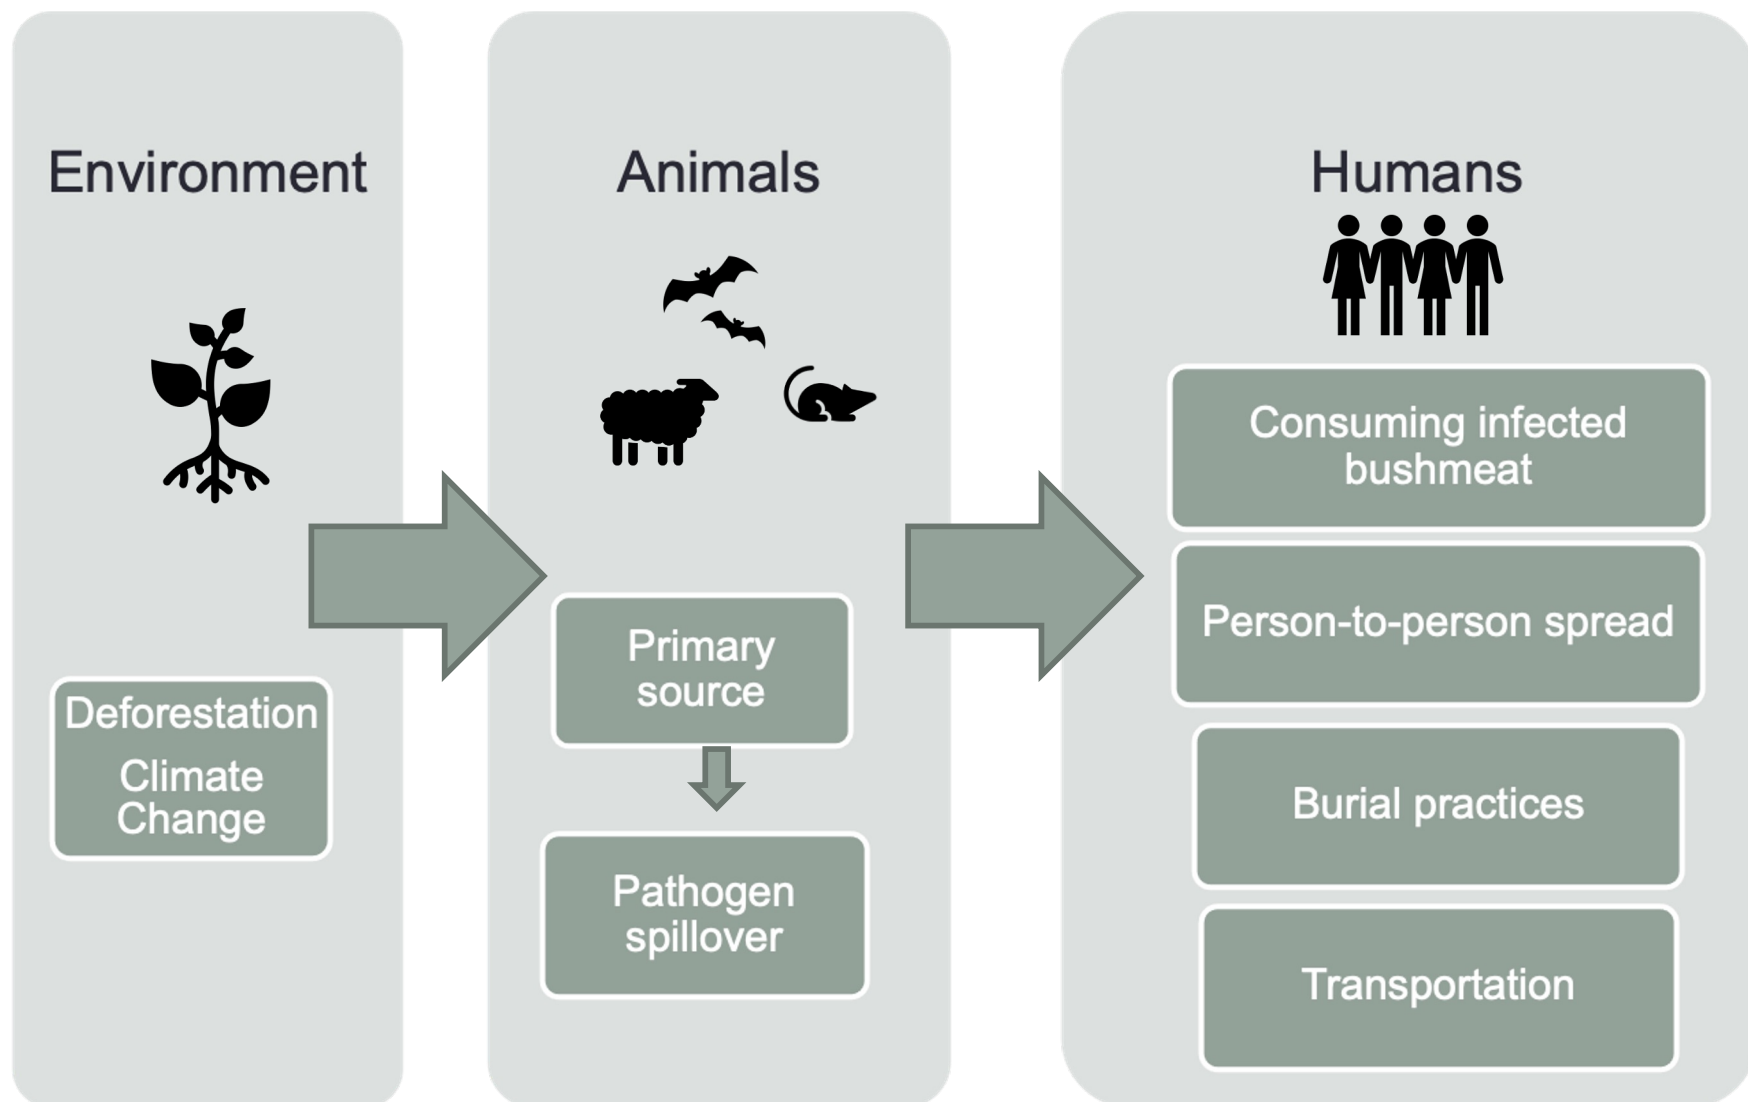 Environment
Deforestation
Climate
Change
Animals
Primary
source
Pathogen
spillover
Humans
Consuming infected
bushmeat
Person-to-person spread
Burial practices
Transportation